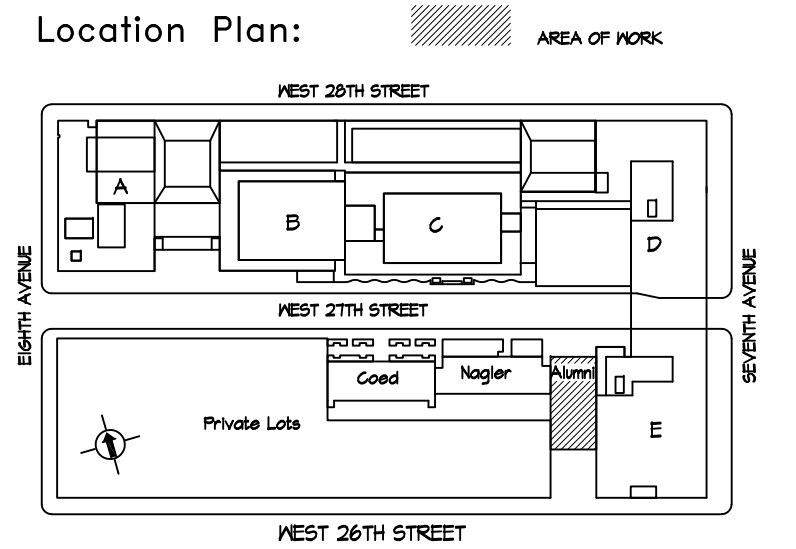 Location Plan:
AREA OF WORK
WEST 28TH STREET
A
B
C
D
EIGHTH AVENUE
SEVENTH AVENUE
WEST 27TH STREET
Coed
Nagler
Alumni
Private Lots
E
WEST 26TH STREET